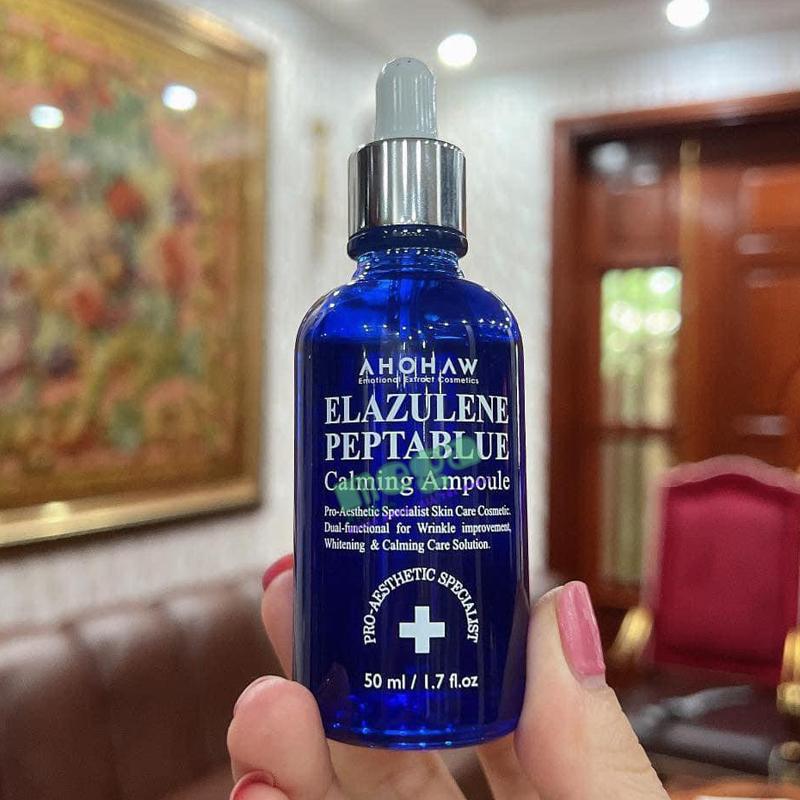 AHOHAW
Emotional Extract Cosmetics
ELAZULENE
PEPTABLUE
Calming Ampoule
Pro-Aesthetic Specialist Skin Care Cosmetic.
Dual-functional for Wrinkle improvement,
Whitening & Calming Care Solution.
PRO-AESTHETIC SPECIALIST
50 ml / 1.7 fl.oz